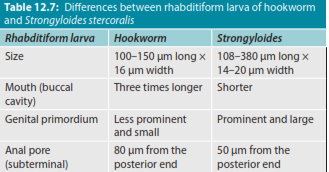 Table 12.7: Differences between rhabditiform larva of hookworm
and Strongyloides stercoralis
Rhabditiform larva Hookworm Strongyloides
Size 100–150 µm long × 108–380 µm long ×
16 µm width 14–20 µm width
Mouth (buccal Three times longer Shorter
cavity)
Genital primordium Less prominent Prominent and large
and small
Anal pore 80 µm from the 50 µm from the
(subterminal) posterior end posterior end